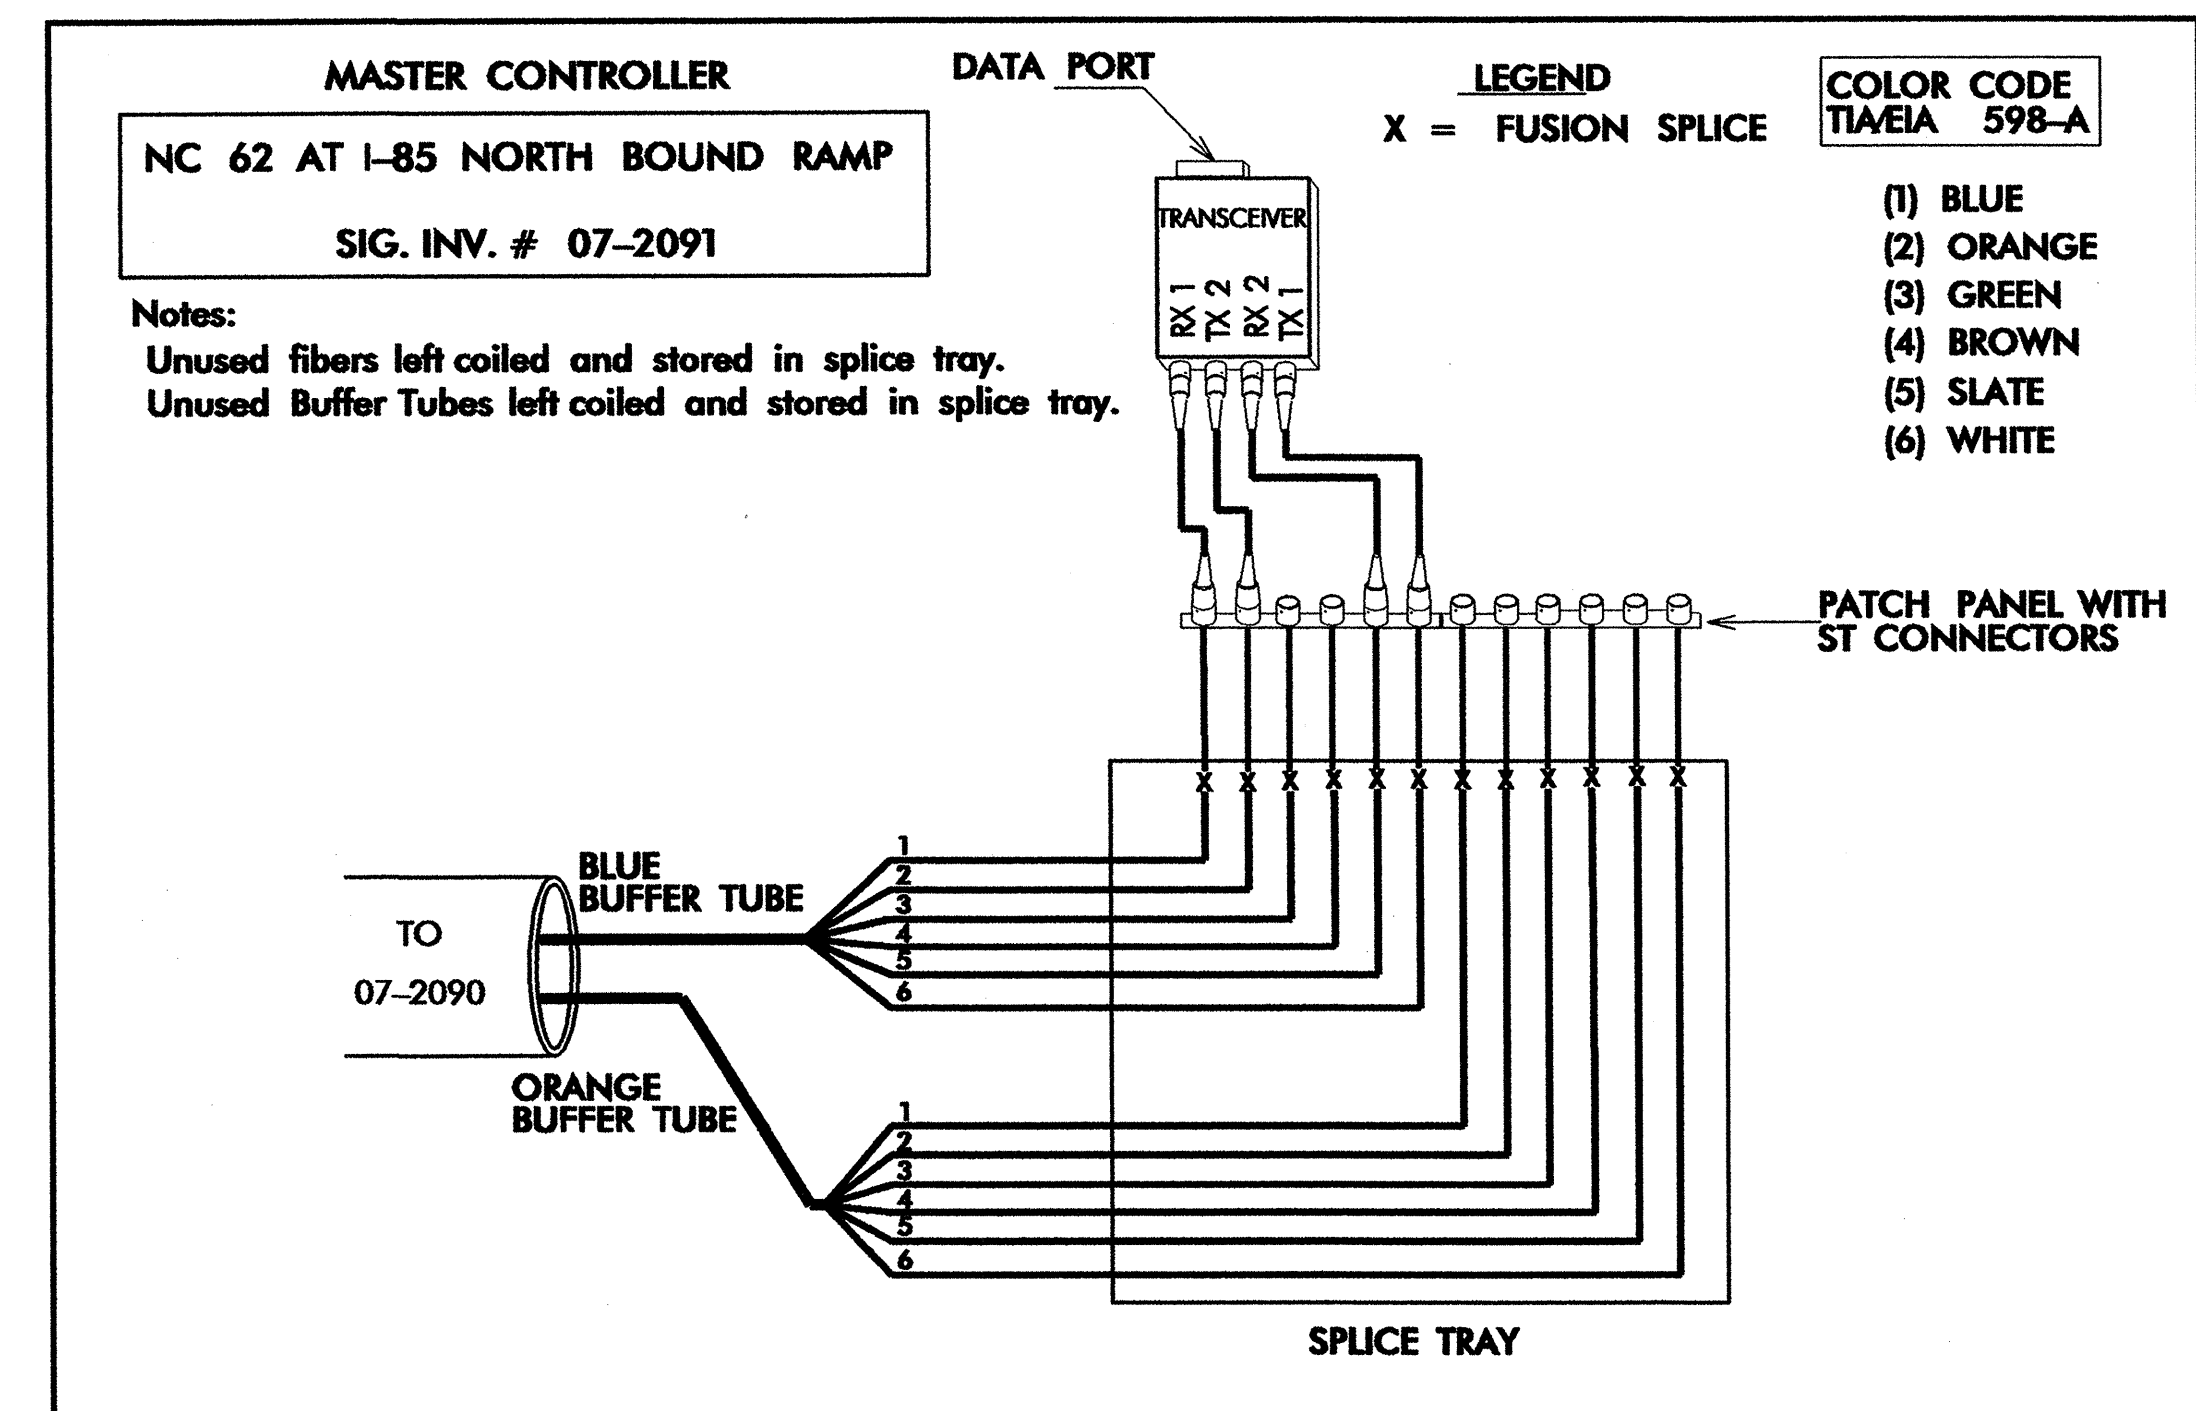 MASTER CONTROLLER
NC 62 AT I-85 NORTH BOUND RAMP
SIG. INV. # 07-2091
Notes:
Unused fibers left coiled and stored in splice tray.
Unused Buffer Tubes left coiled and stored in splice tray.
DATA PORT
LEGEND
X = FUSION SPLICE
COLOR CODE
TIA/EIA 598-A
(1) BLUE
(2) ORANGE
(3) GREEN
(4) BROWN
(5) SLATE
(6) WHITE
TRANSCEIVER
RX 1
TX 2
RX 2
TX 1
PATCH PANEL WITH
ST CONNECTORS
X X X X X X X X X X X X
BLUE
BUFFER TUBE
1
2
3
4
5
6
TO
07-2090
ORANGE
BUFFER TUBE
1
2
3
4
5
6
SPLICE TRAY